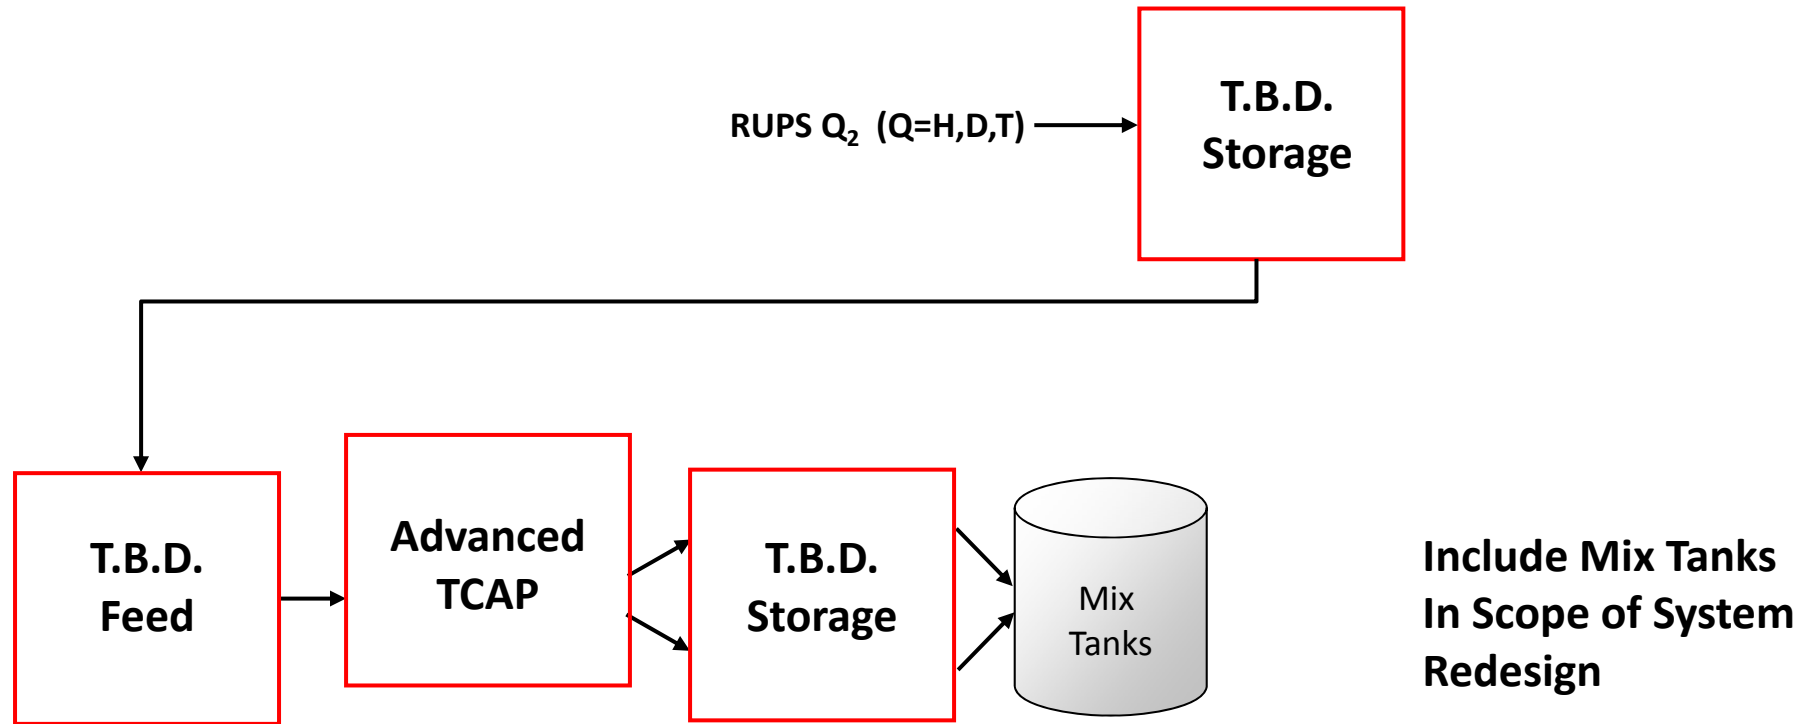 RUPS Q₂ (Q=H,D,T)
T.B.D.
Storage
T.B.D.
Feed
Advanced
TCAP
T.B.D.
Storage
Mix
Tanks
Include Mix Tanks
In Scope of System
Redesign